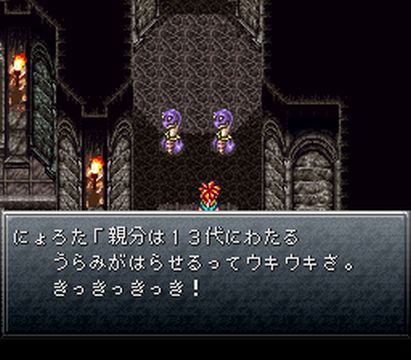 にょろた「親分は１３代にわたる
うらみがはらせるってウキウキさ。
きっきっきっき！